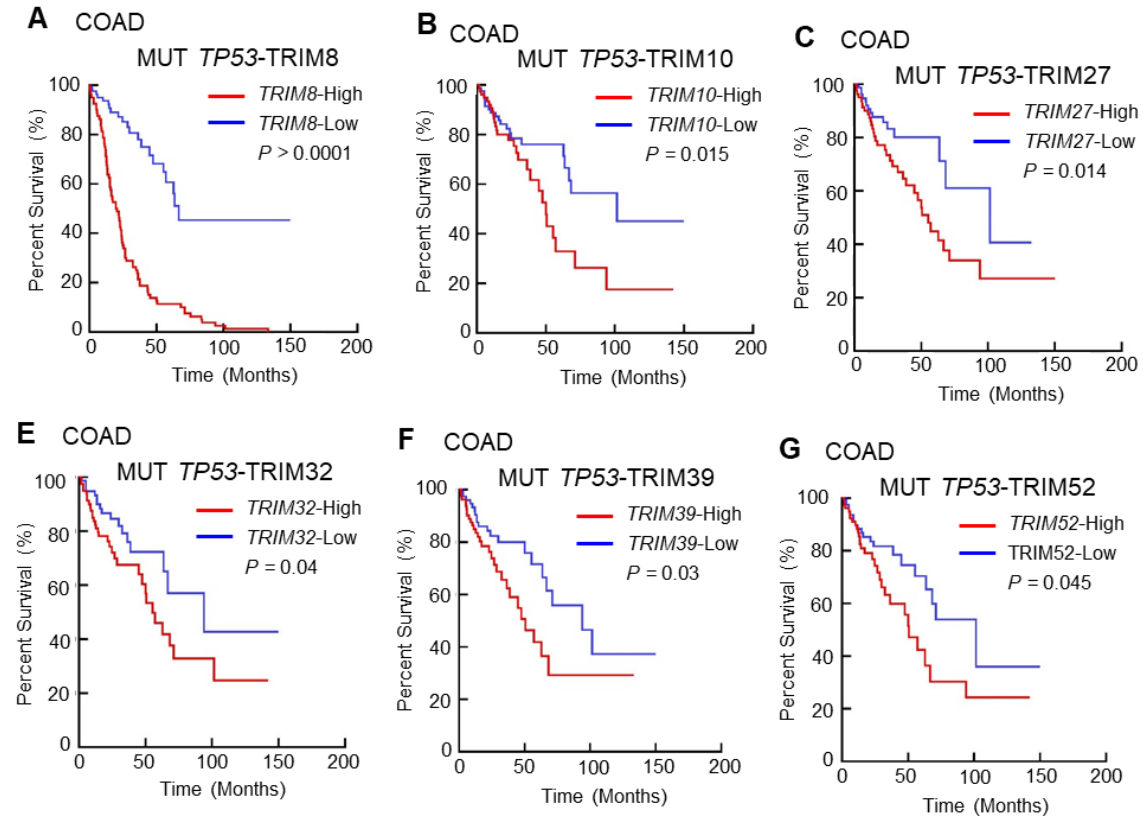 A COAD
MUT TP53-TRIM8
TRIM8-High
TRIM8-Low
P > 0.0001
Percent Survival (%)
100
80
60
40
20
0
0 50 100 150 200
Time (Months)
B COAD
MUT TP53-TRIM10
TRIM10-High
TRIM10-Low
P = 0.015
Percent Survival (%)
100
80
60
40
20
0
0 50 100 150 200
Time (Months)
C COAD
MUT TP53-TRIM27
TRIM27-High
TRIM27-Low
P = 0.014
Percent Survival (%)
100
80
60
40
20
0
0 50 100 150 200
Time (Months)
E COAD
MUT TP53-TRIM32
TRIM32-High
TRIM32-Low
P = 0.04
Percent Survival (%)
100
80
60
40
20
0
0 50 100 150 200
Time (Months)
F COAD
MUT TP53-TRIM39
TRIM39-High
TRIM39-Low
P = 0.03
Percent Survival (%)
100
80
60
40
20
0
0 50 100 150 200
Time (Months)
G COAD
MUT TP53-TRIM52
TRIM52-High
TRIM52-Low
P = 0.045
Percent Survival (%)
100
80
60
40
20
0
0 50 100 150 200
Time (Months)